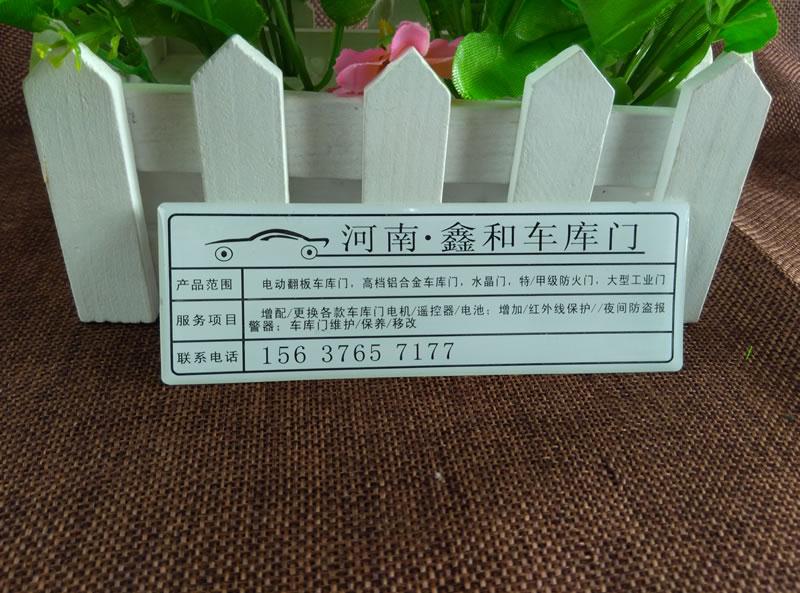 河南·鑫和车库门
产品范围 电动翻板车库门，高档铝合金车库门，水晶门，特/甲级防火门，大型工业门
服务项目 增配/更换各款车库门电机/遥控器/电池；增加/红外线保护//夜间防盗报
警器；车库门维护/保养/移改
联系电话 156 3765 7177